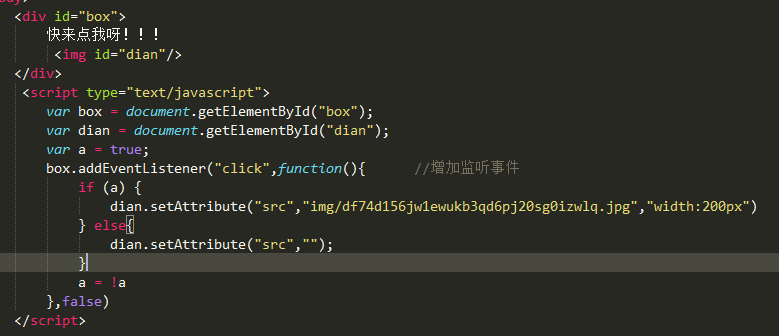 ody>
<div id="box">
快来点我呀！！！
<img id="dian"/>
</div>
<script type="text/javascript">
var box = document.getElementById("box");
var dian = document.getElementById("dian");
var a = true;
box.addEventListener("click",function(){ //增加监听事件
if (a) {
dian.setAttribute("src","img/df74d156jw1ewukb3qd6pj20sg0izwlq.jpg","width:200px")
} else{
dian.setAttribute("src","");
}
a = !a
},false)
</script>